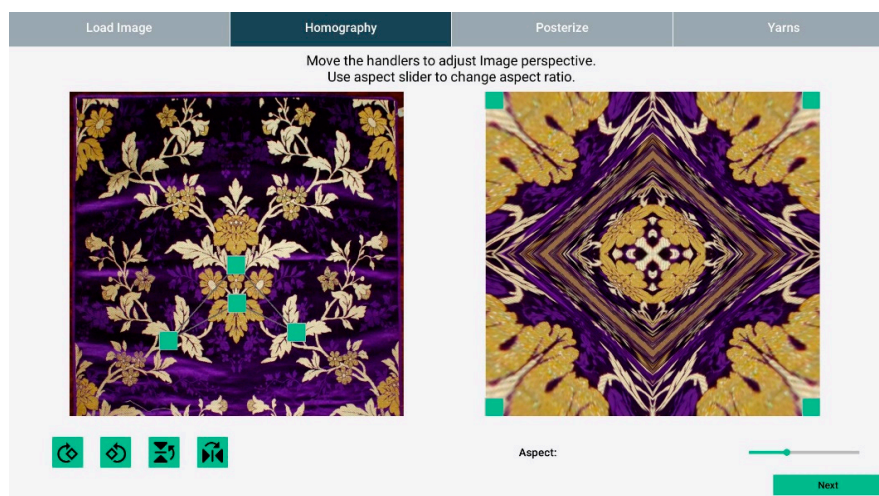 Load Image
Homography
Posterize
Yarns
Move the handlers to adjust Image perspective.
Use aspect slider to change aspect ratio.
Aspect:
Next